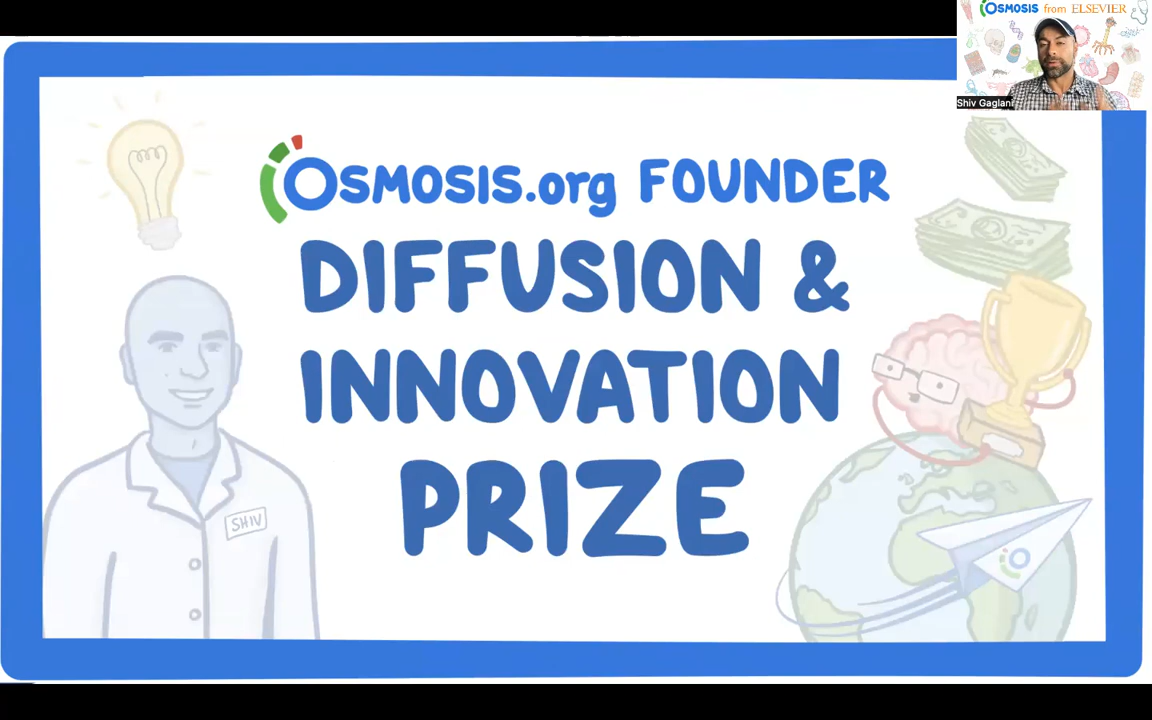 OSMOSIS from ELSEVIER
Shiv Gaglani
OSMOSIS.org FOUNDER
DIFFUSION &
INNOVATION
PRIZE
SHIV